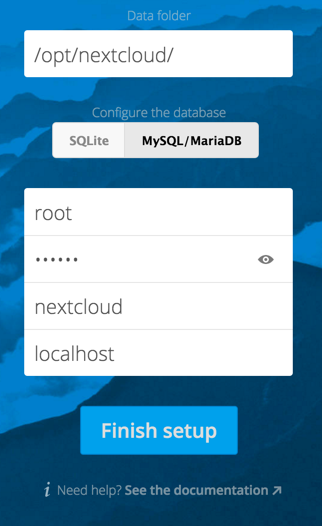 Data folder
/opt/nextcloud/
Configure the database
SQLite MySQL/MariaDB
root
••••••
nextcloud
localhost
Finish setup
i Need help? See the documentation ↗